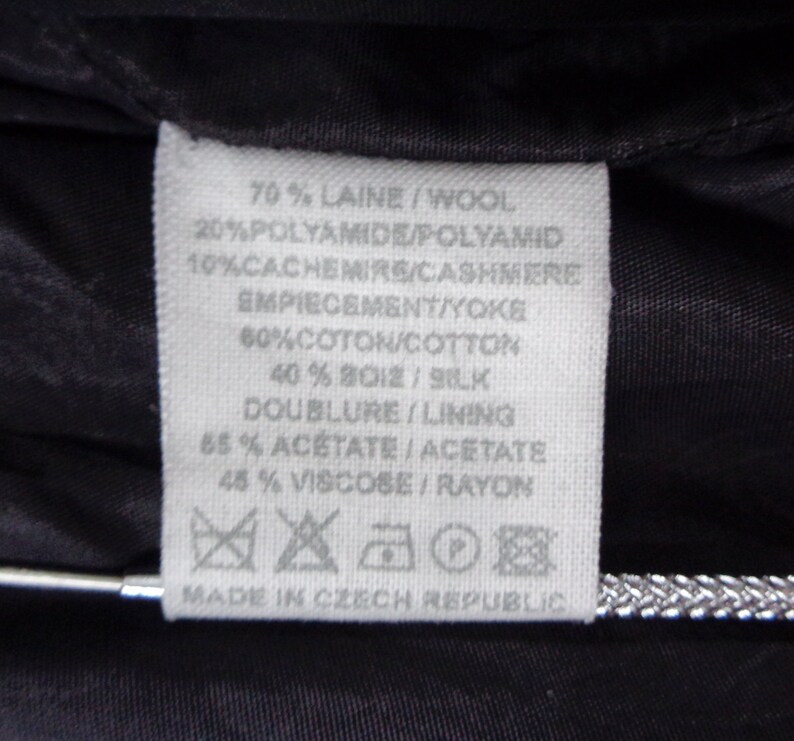 70 % LAINE / WOOL
20%POLYAMIDE/POLYAMID
10%CACHEMIRE/CASHMERE
EMPIECEMENT/YOKE
60%COTON/COTTON
40 % SOIE / SILK
DOUBLURE / LINING
55 % ACÉTATE / ACETATE
45 % VISCOSE / RAYON
P
MADE IN CZECH REPUBLIC